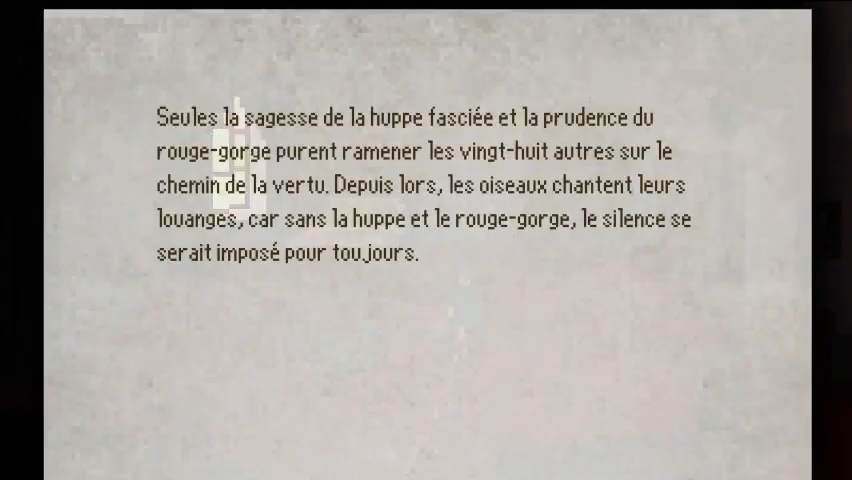 Seules la sagesse de la huppe fasciée et la prudence du
rouge-gorge purent ramener les vingt-huit autres sur le
chemin de la vertu. Depuis lors, les oiseaux chantent leurs
louanges, car sans la huppe et le rouge-gorge, le silence se
serait imposé pour toujours.